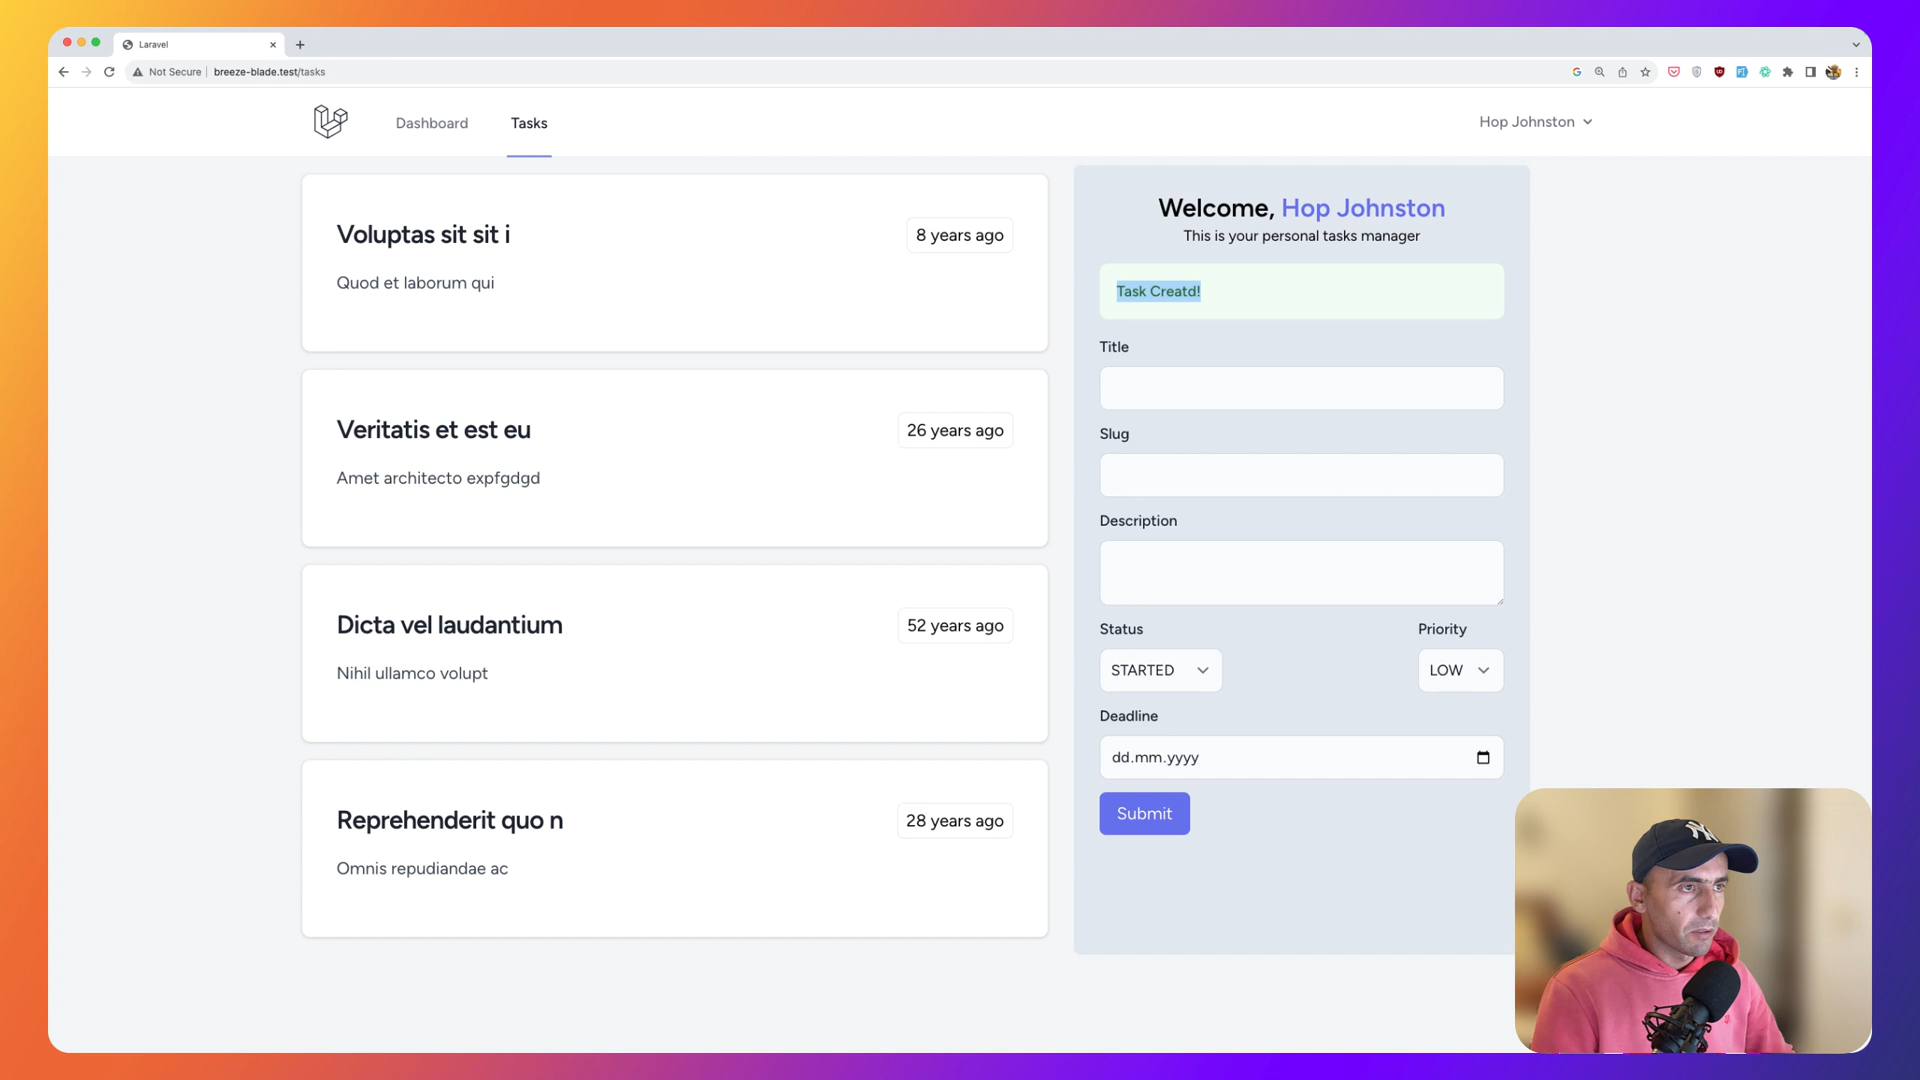 Laravel
Not Secure
breeze-blade.test/tasks
Dashboard
Tasks
Hop Johnston
Voluptas sit sit i
8 years ago
Quod et laborum qui
Veritatis et est eu
26 years ago
Amet architecto expfgdgd
Dicta vel laudantium
52 years ago
Nihil ullamco volupt
Reprehenderit quo n
28 years ago
Omnis repudiandae ac
Welcome, Hop Johnston
This is your personal tasks manager
Task Creatd!
Title
Slug
Description
Status
Priority
STARTED
LOW
Deadline
dd.mm.yyyy
Submit